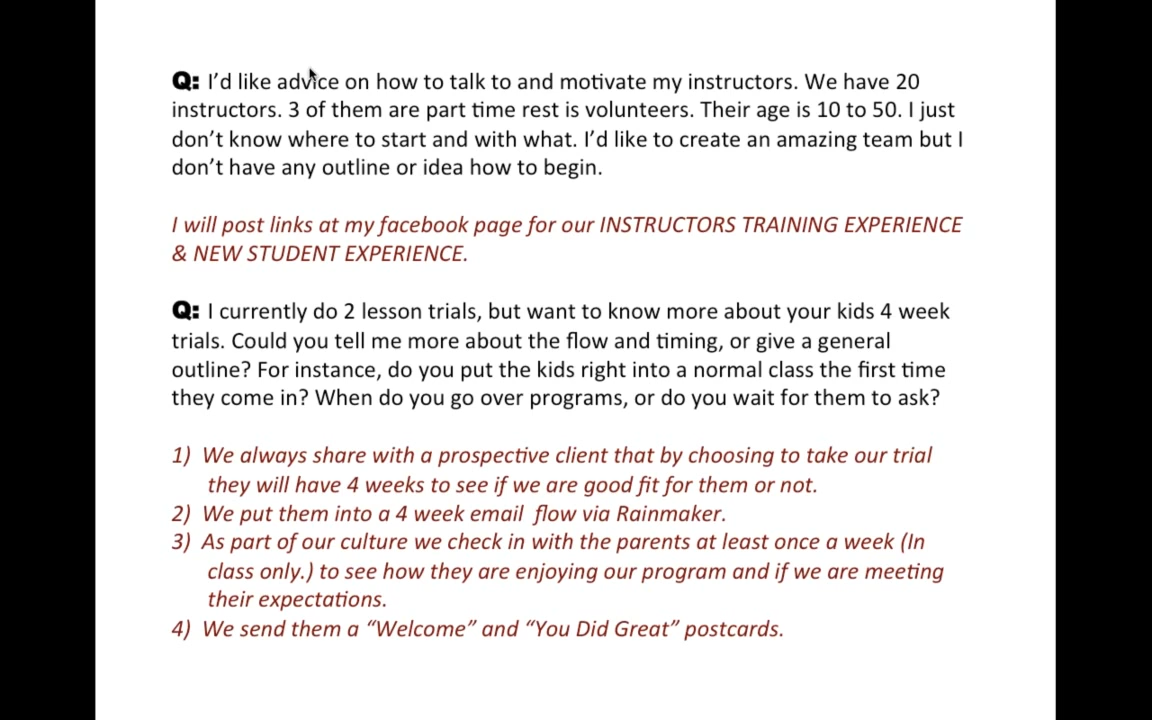 Q: I’d like advice on how to talk to and motivate my instructors. We have 20
instructors. 3 of them are part time rest is volunteers. Their age is 10 to 50. I just
don’t know where to start and with what. I’d like to create an amazing team but I
don’t have any outline or idea how to begin.
I will post links at my facebook page for our INSTRUCTORS TRAINING EXPERIENCE
& NEW STUDENT EXPERIENCE.
Q: I currently do 2 lesson trials, but want to know more about your kids 4 week
trials. Could you tell me more about the flow and timing, or give a general
outline? For instance, do you put the kids right into a normal class the first time
they come in? When do you go over programs, or do you wait for them to ask?
1) We always share with a prospective client that by choosing to take our trial
they will have 4 weeks to see if we are good fit for them or not.
2) We put them into a 4 week email flow via Rainmaker.
3) As part of our culture we check in with the parents at least once a week (In
class only.) to see how they are enjoying our program and if we are meeting
their expectations.
4) We send them a “Welcome” and “You Did Great” postcards.